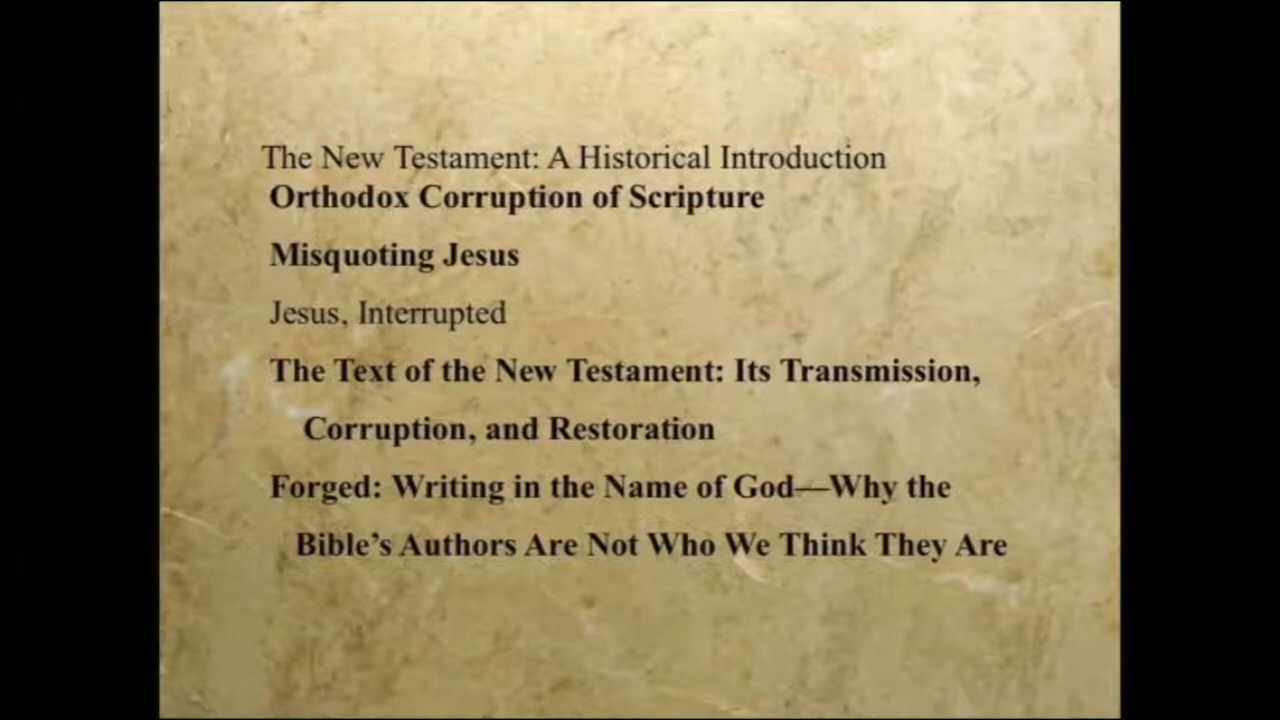 The New Testament: A Historical Introduction
Orthodox Corruption of Scripture
Misquoting Jesus
Jesus, Interrupted
The Text of the New Testament: Its Transmission,
Corruption, and Restoration
Forged: Writing in the Name of God—Why the
Bible’s Authors Are Not Who We Think They Are